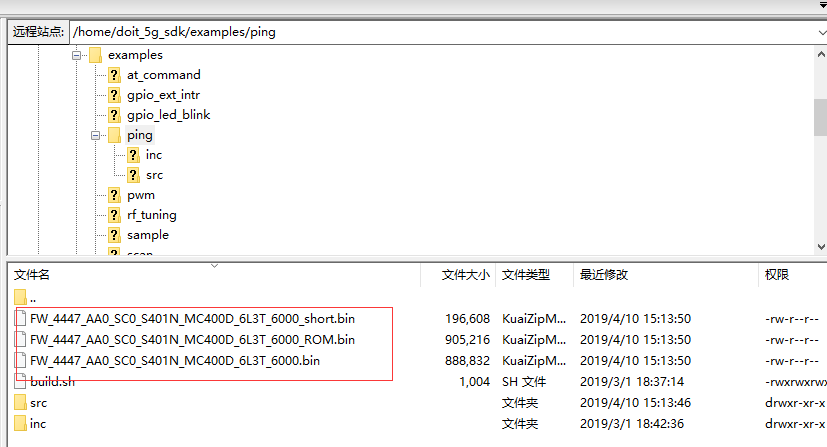 远程站点: /home/doit_5g_sdk/examples/ping
examples
at_command
gpio_ext_intr
gpio_led_blink
ping
inc
src
pwm
rf_tuning
sample
scan
文件名 文件大小 文件类型 最近修改 权限
..
FW_4447_AA0_SC0_S401N_MC400D_6L3T_6000_short.bin 196,608 KuaiZipM... 2019/4/10 15:13:50 -rw-r--r--
FW_4447_AA0_SC0_S401N_MC400D_6L3T_6000_ROM.bin 905,216 KuaiZipM... 2019/4/10 15:13:50 -rw-r--r--
FW_4447_AA0_SC0_S401N_MC400D_6L3T_6000.bin 888,832 KuaiZipM... 2019/4/10 15:13:50 -rw-r--r--
build.sh 1,004 SH 文件 2019/3/1 18:37:14 -rwxrwxrwx
src 文件夹 2019/4/10 15:13:46 drwxr-xr-x
inc 文件夹 2019/3/1 18:42:36 drwxr-xr-x